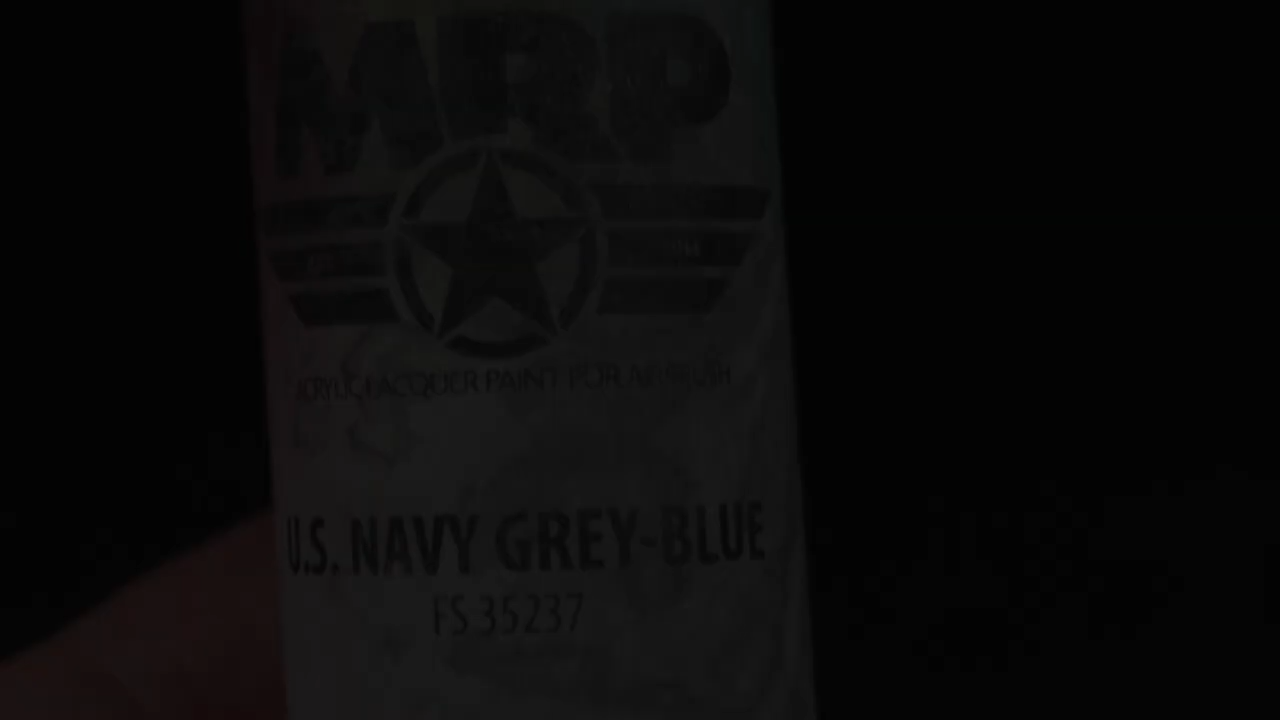 MRP
ACRYLIC LACQUER PAINT FOR AIRBRUSH
U.S. NAVY GREY-BLUE
FS 35237